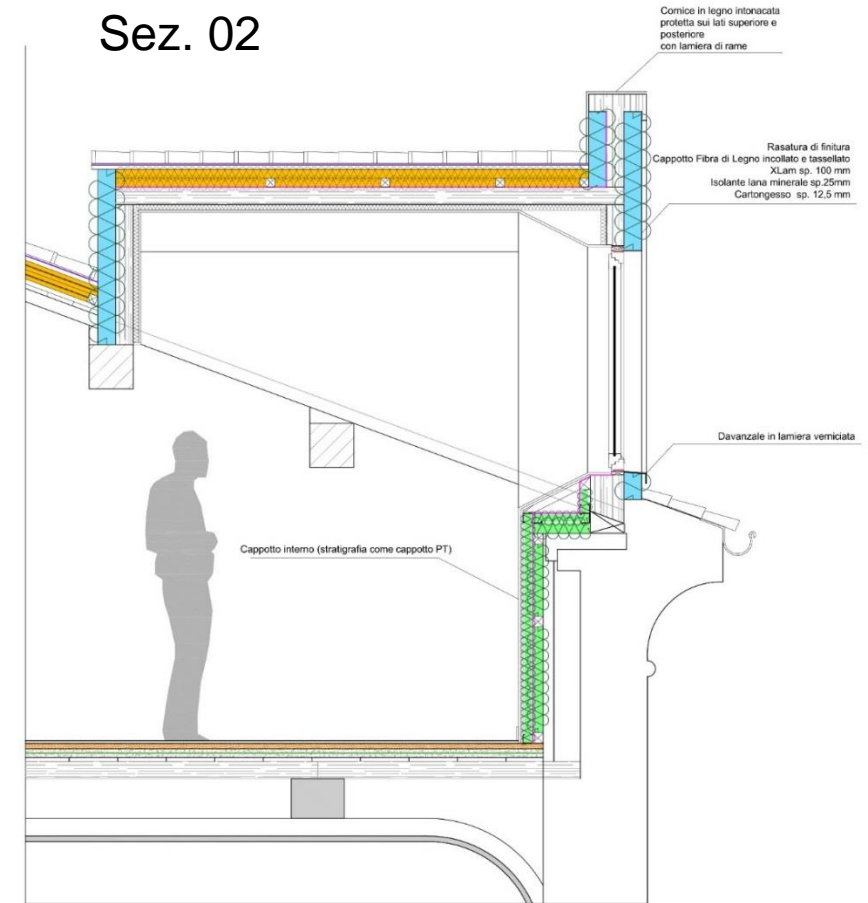 Sez. 02
Cornice in legno intonacata
protetta sui lati superiore e
posteriore
con lamiera di rame
Rasatura di finitura
Cappotto Fibra di Legno incollato e tassellato
XLam sp. 100 mm
Isolante lana minerale sp.25mm
Cartongesso sp. 12,5 mm
Davanzale in lamiera verniciata
Cappotto interno (stratigrafia come cappotto PT)